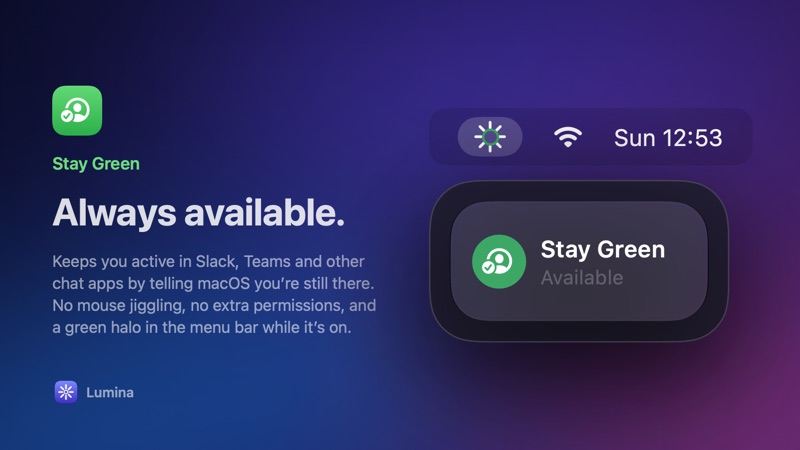 Stay Green
Always available.
Keeps you active in Slack, Teams and other
chat apps by telling macOS you’re still there.
No mouse jiggling, no extra permissions, and
a green halo in the menu bar while it’s on.
Lumina
Sun 12:53
Stay Green
Available